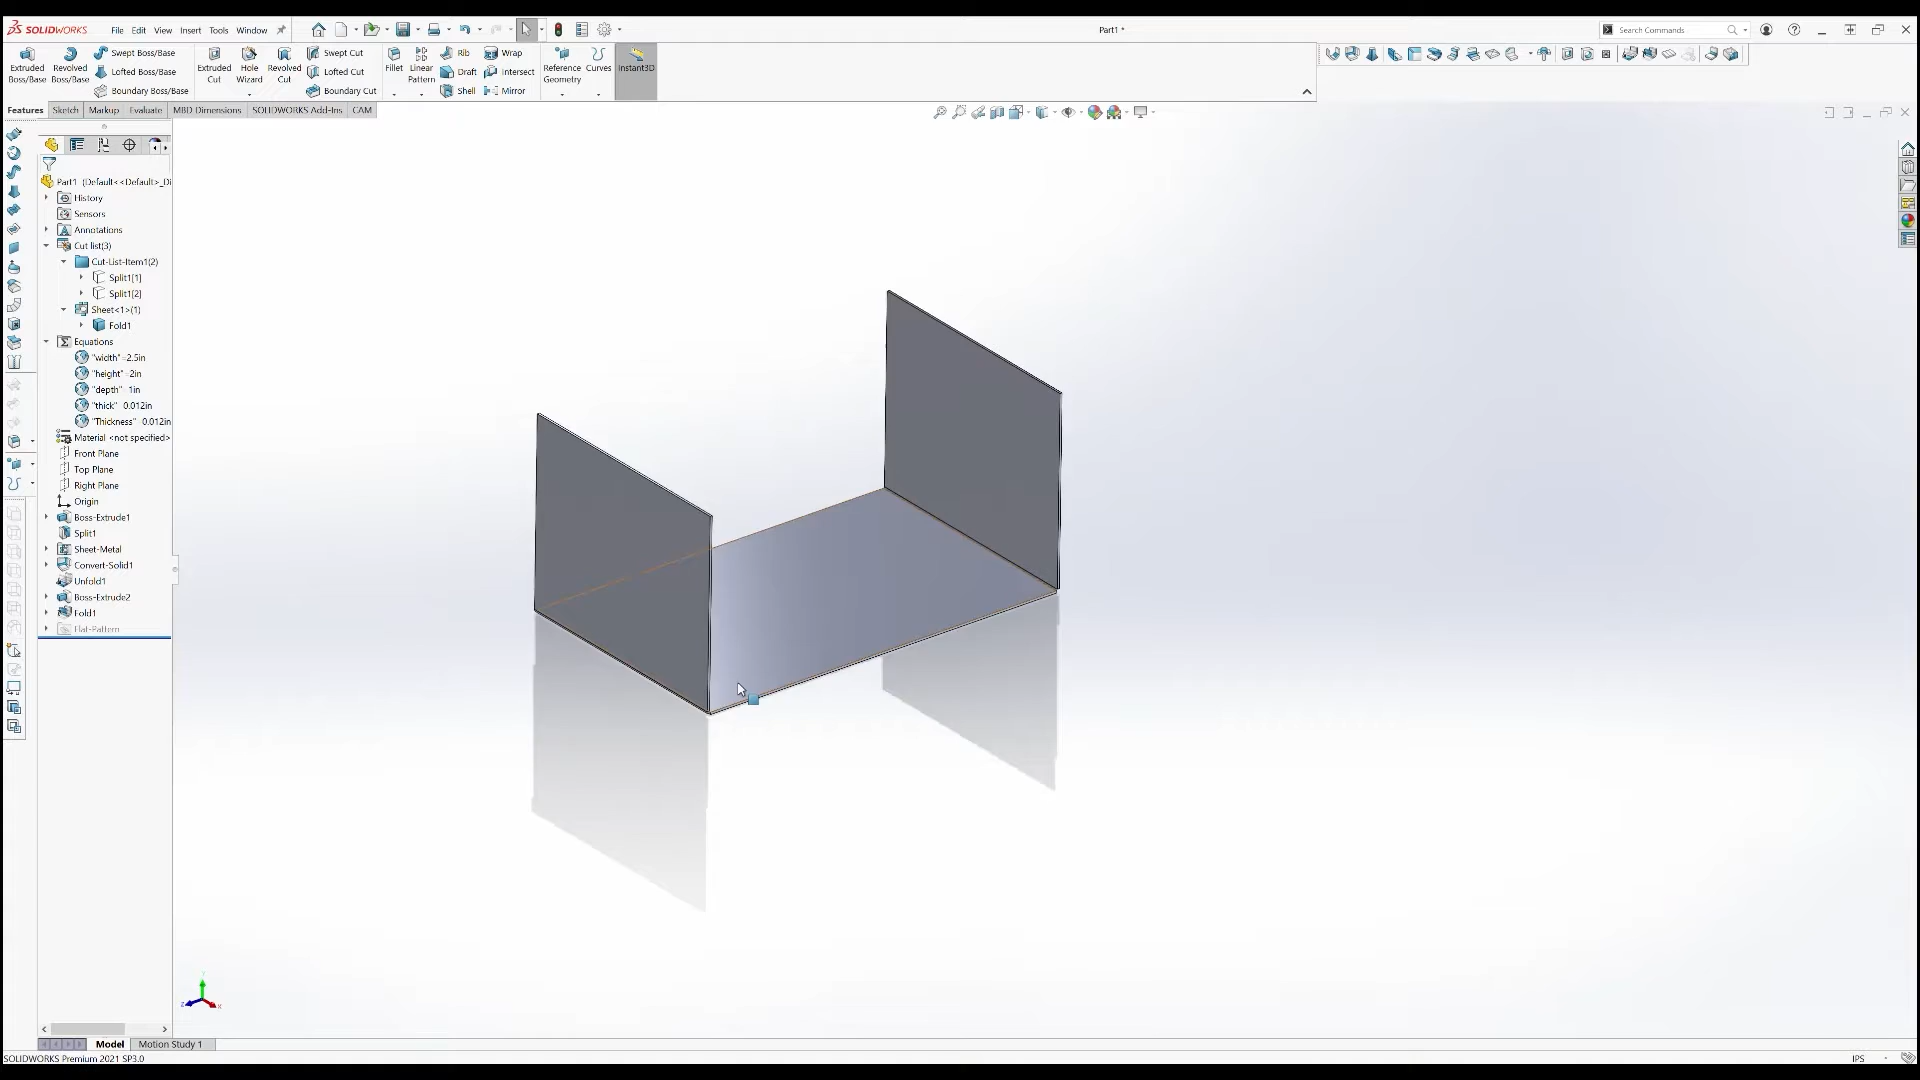 SOLIDWORKS File Edit View Insert Tools Window Part1 * Search Commands
Extruded Boss/Base Revolved Boss/Base Swept Boss/Base Lofted Boss/Base Boundary Boss/Base Extruded Cut Hole Wizard Revolved Cut Swept Cut Lofted Cut Boundary Cut Fillet Linear Pattern Rib Draft Shell Wrap Intersect Mirror Reference Geometry Curves Instant3D
Features Sketch Markup Evaluate MBD Dimensions SOLIDWORKS Add-Ins CAM
Part1 (Default<<Default>_Di
History
Sensors
Annotations
Cut list(3)
Cut-List-Item1(2)
Split1[1]
Split1[2]
Sheet<1>(1)
Fold1
Equations
"width"=2.5in
"height"=2in
"depth" 1in
"thick" 0.012in
"Thickness" 0.012in
Material <not specified>
Front Plane
Top Plane
Right Plane
Origin
Boss-Extrude1
Split1
Sheet-Metal
Convert-Solid1
Unfold1
Boss-Extrude2
Fold1
Flat-Pattern
Model Motion Study 1
SOLIDWORKS Premium 2021 SP3.0 IPS